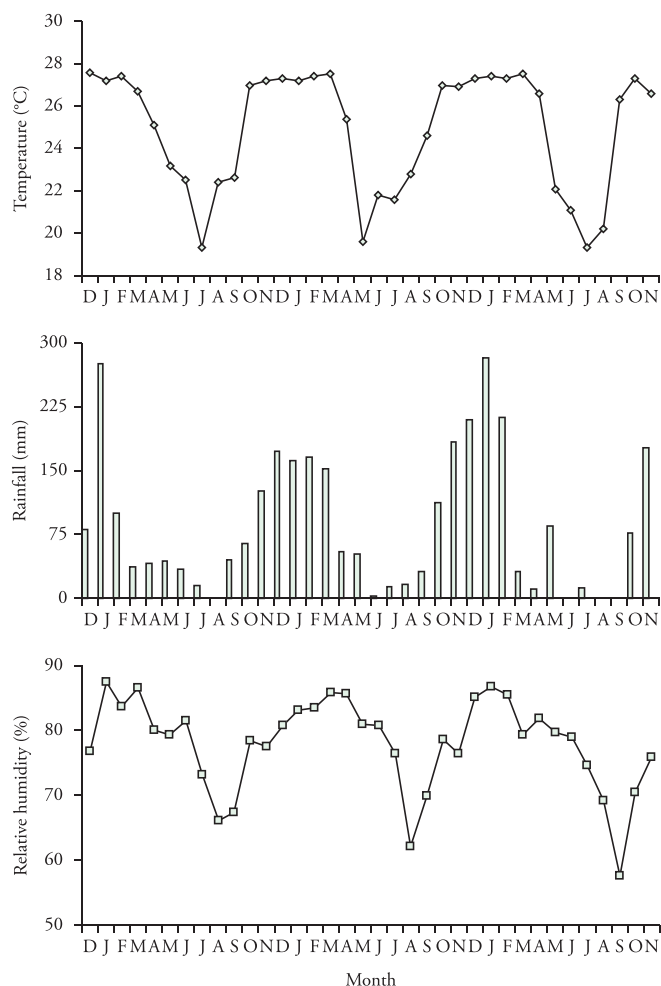 Temperature (°C)
30
28
26
24
22
20
18
D J F M A M J J A S O N D J F M A M J J A S O N D J F M A M J J A S O N
Rainfall (mm)
300
225
150
75
0
D J F M A M J J A S O N D J F M A M J J A S O N D J F M A M J J A S O N
Relative humidity (%)
90
80
70
60
50
D J F M A M J J A S O N D J F M A M J J A S O N D J F M A M J J A S O N
Month